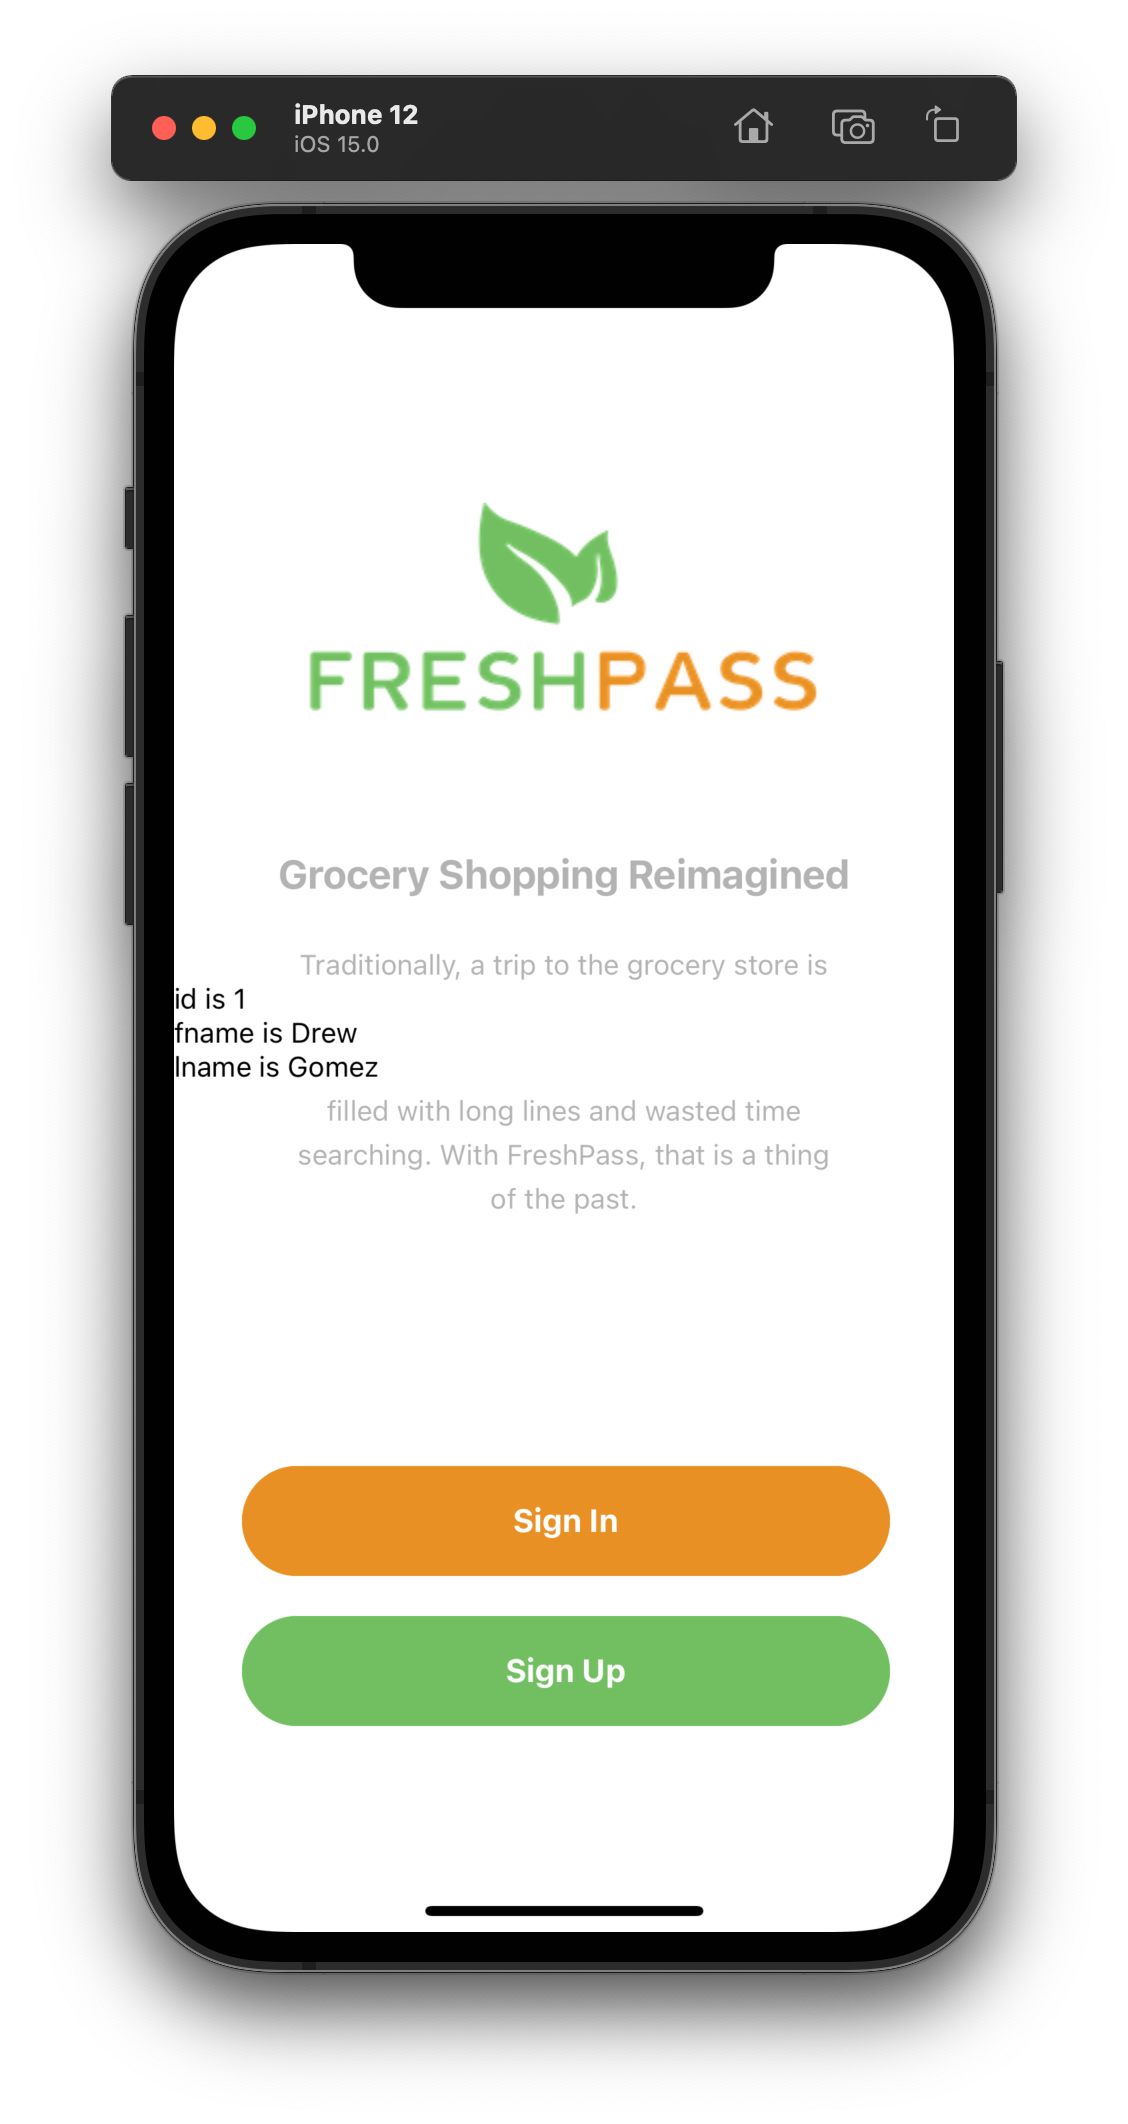 iPhone 12
iOS 15.0
FRESHPASS
Grocery Shopping Reimagined
Traditionally, a trip to the grocery store is
id is 1
fname is Drew
lname is Gomez
filled with long lines and wasted time
searching. With FreshPass, that is a thing
of the past.
Sign In
Sign Up